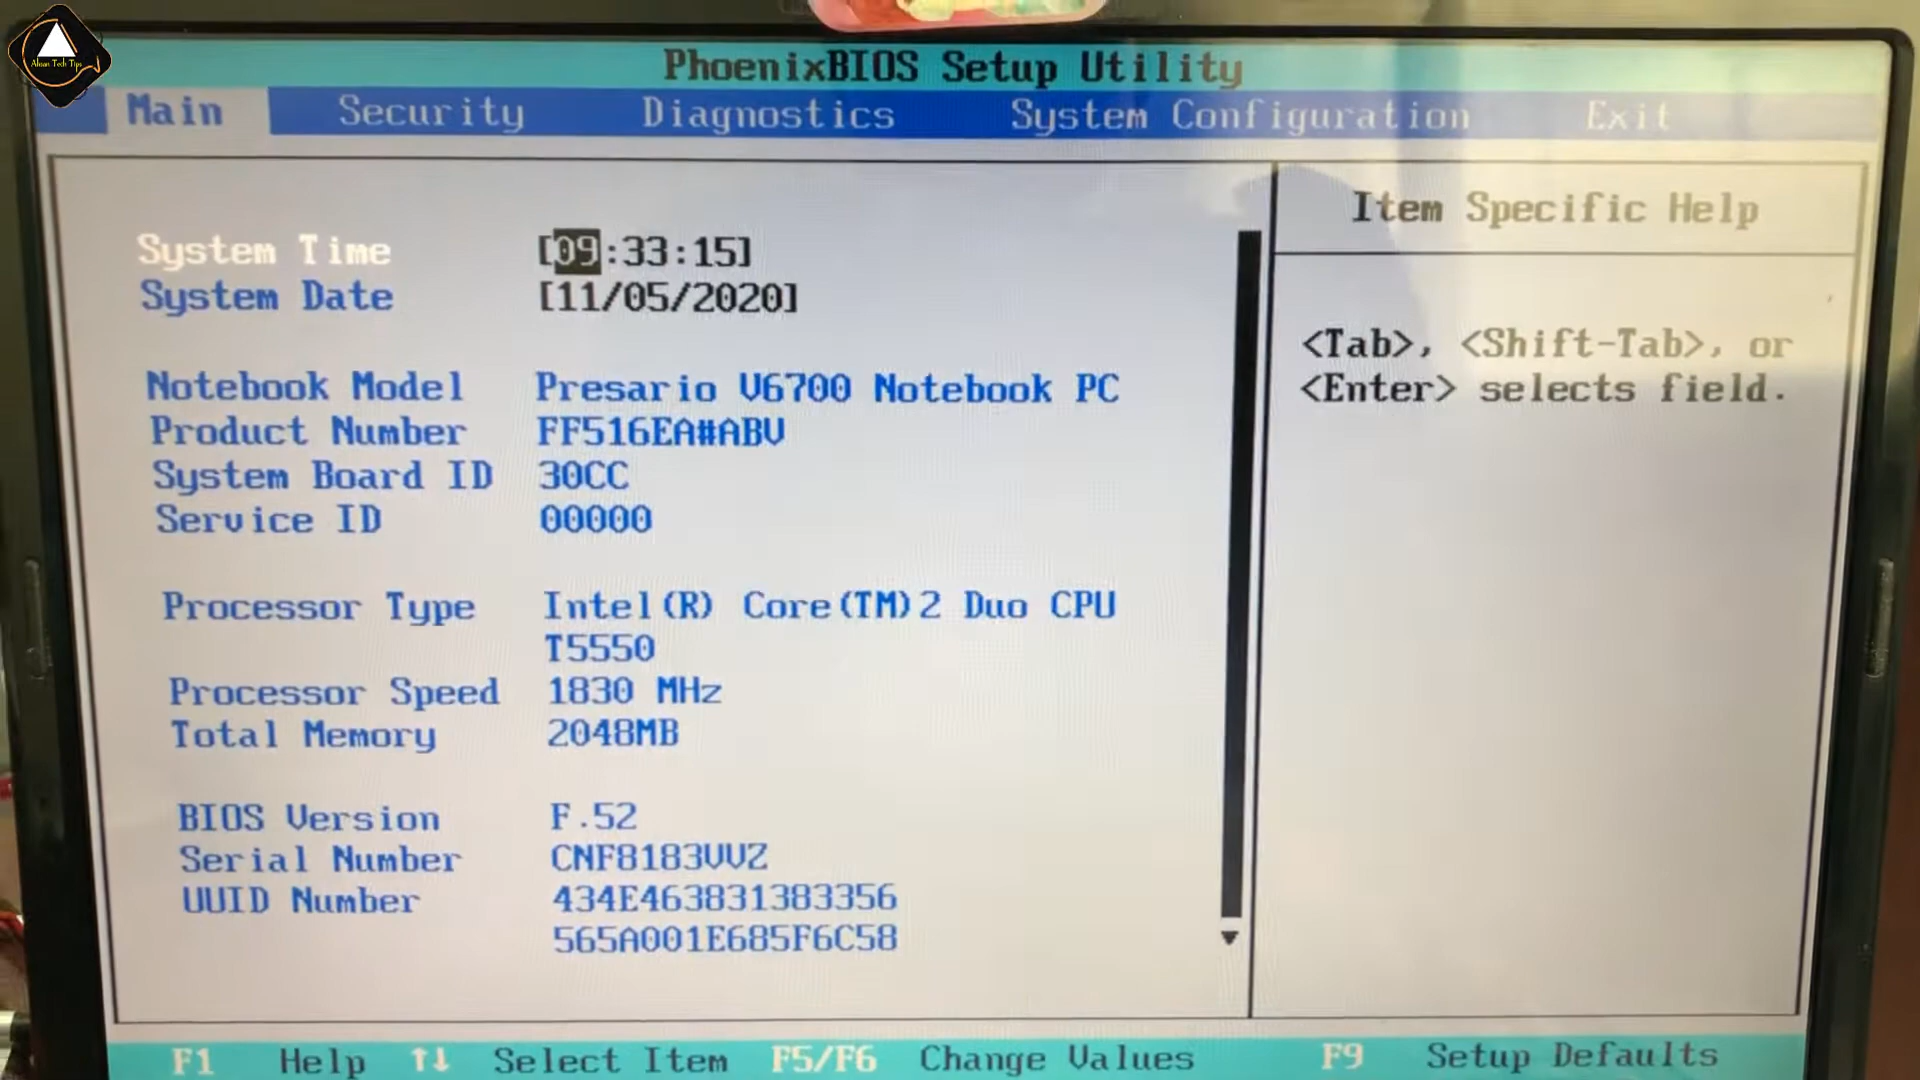 Ahsan Tech Tips
PhoenixBIOS Setup Utility
Main Security Diagnostics System Configuration Exit
System Time [09:33:15]
System Date [11/05/2020]
Notebook Model Presario V6700 Notebook PC
Product Number FF516EA#ABV
System Board ID 30CC
Service ID 00000
Processor Type Intel(R) Core(TM)2 Duo CPU
T5550
Processor Speed 1830 MHz
Total Memory 2048MB
BIOS Version F.52
Serial Number CNF8183VVZ
UUID Number 434E463831383356
565A001E685F6C58
Item Specific Help
<Tab>, <Shift-Tab>, or
<Enter> selects field.
F1 Help ↑↓ Select Item F5/F6 Change Values F9 Setup Defaults